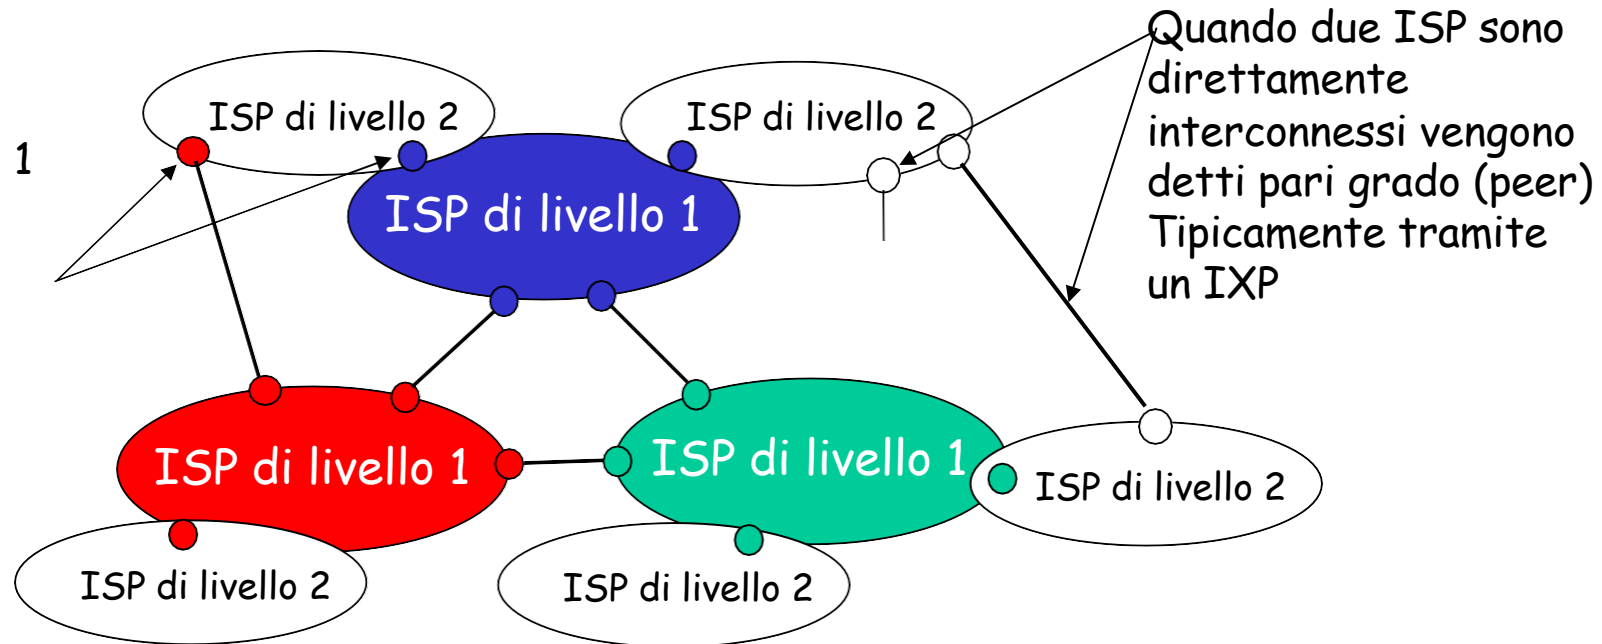 Quando due ISP sono
direttamente
interconnessi vengono
detti pari grado (peer)
Tipicamente tramite
un IXP
ISP di livello 2
ISP di livello 2
1
ISP di livello 1
ISP di livello 1
ISP di livello 1
ISP di livello 2
ISP di livello 2
ISP di livello 2